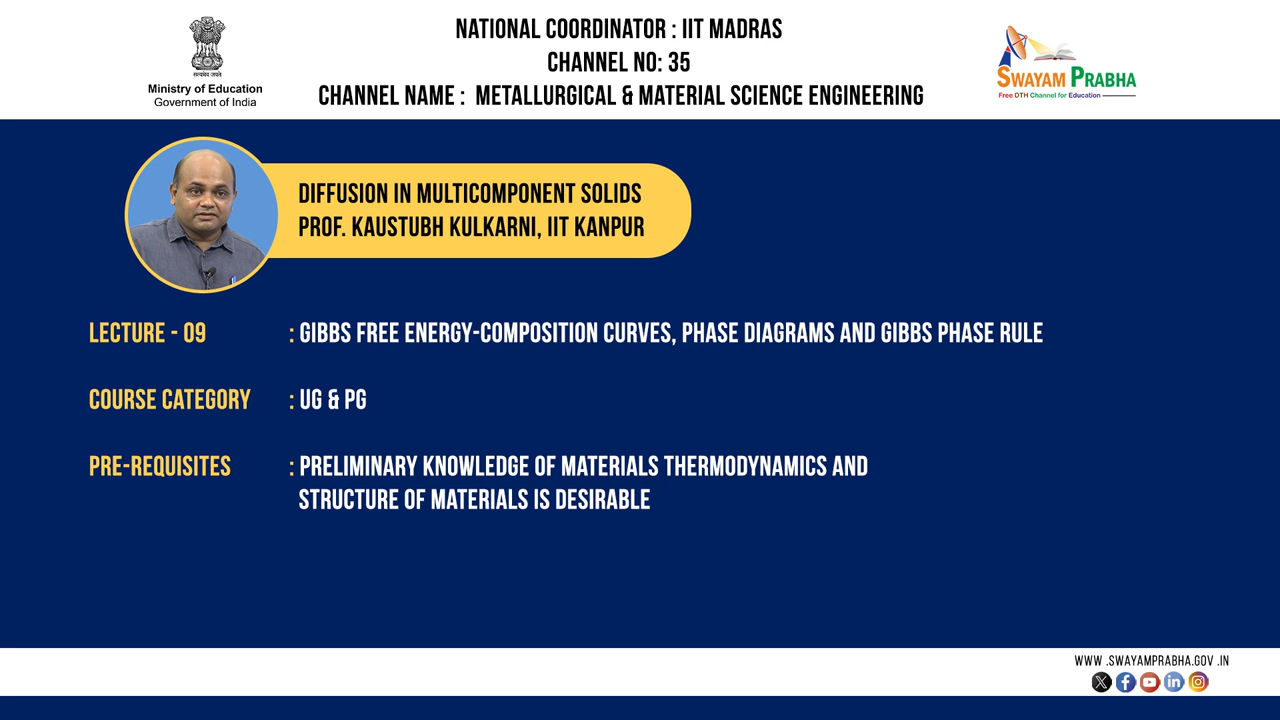 NATIONAL COORDINATOR : IIT MADRAS
CHANNEL NO: 35
CHANNEL NAME : METALLURGICAL & MATERIAL SCIENCE ENGINEERING
सत्यमेव जयते
Ministry of Education
Government of India
SWAYAM PRABHA
Free DTH Channel for Education
DIFFUSION IN MULTICOMPONENT SOLIDS
PROF. KAUSTUBH KULKARNI, IIT KANPUR
LECTURE - 09 : GIBBS FREE ENERGY-COMPOSITION CURVES, PHASE DIAGRAMS AND GIBBS PHASE RULE
COURSE CATEGORY : UG & PG
PRE-REQUISITES : PRELIMINARY KNOWLEDGE OF MATERIALS THERMODYNAMICS AND
STRUCTURE OF MATERIALS IS DESIRABLE
WWW .SWAYAMPRABHA.GOV .IN